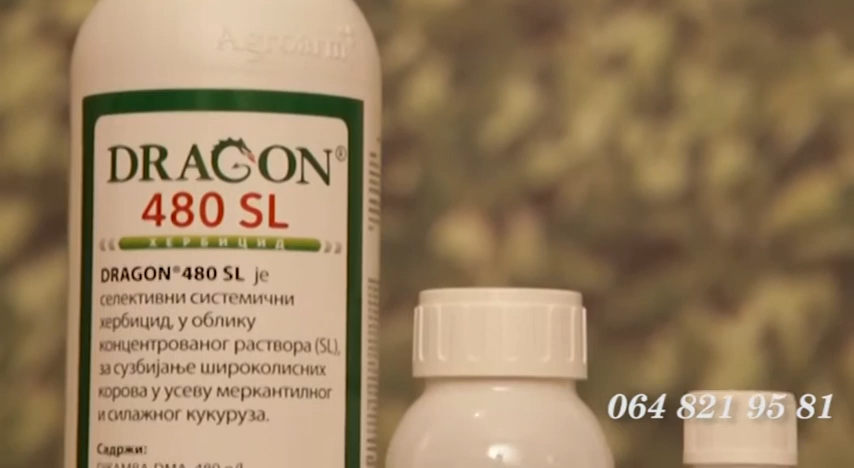 Agroarm
DRAGON®
480 SL
ХЕРБИЦИД
DRAGON® 480 SL је
селективни системични
хербицид, у облику
концентрованог раствора (SL),
за сузбијање широколисних
корова у усеву меркантилног
и силажног кукуруза.
Садржи:
064 821 95 81